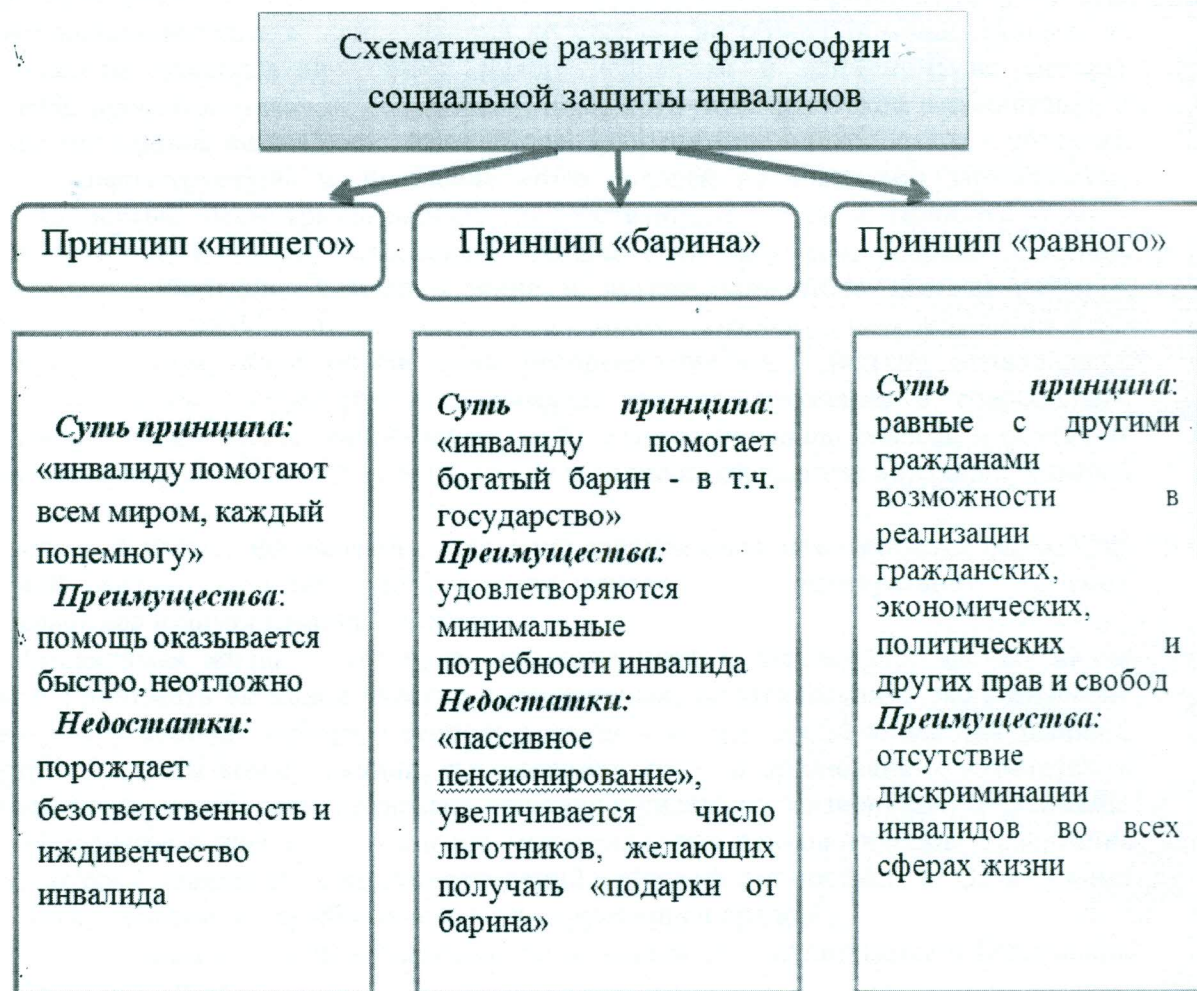 Схематичное развитие философии
социальной защиты инвалидов
Принцип «нищего»
Принцип «барина»
Принцип «равного»
Суть принципа:
«инвалиду помогают
всем миром, каждый
понемногу»
Преимущества:
помощь оказывается
быстро, неотложно
Недостатки:
порождает
безответственность и
иждивенчество
инвалида
Суть принципа:
«инвалиду помогает
богатый барин - в т.ч.
государство»
Преимущества:
удовлетворяются
минимальные
потребности инвалида
Недостатки:
«пассивное
пенсионирование»,
увеличивается число
льготников, желающих
получать «подарки от
барина»
Суть принципа:
равные с другими
гражданами
возможности в
реализации
гражданских,
экономических,
политических и
других прав и свобод
Преимущества:
отсутствие
дискриминации
инвалидов во всех
сферах жизни